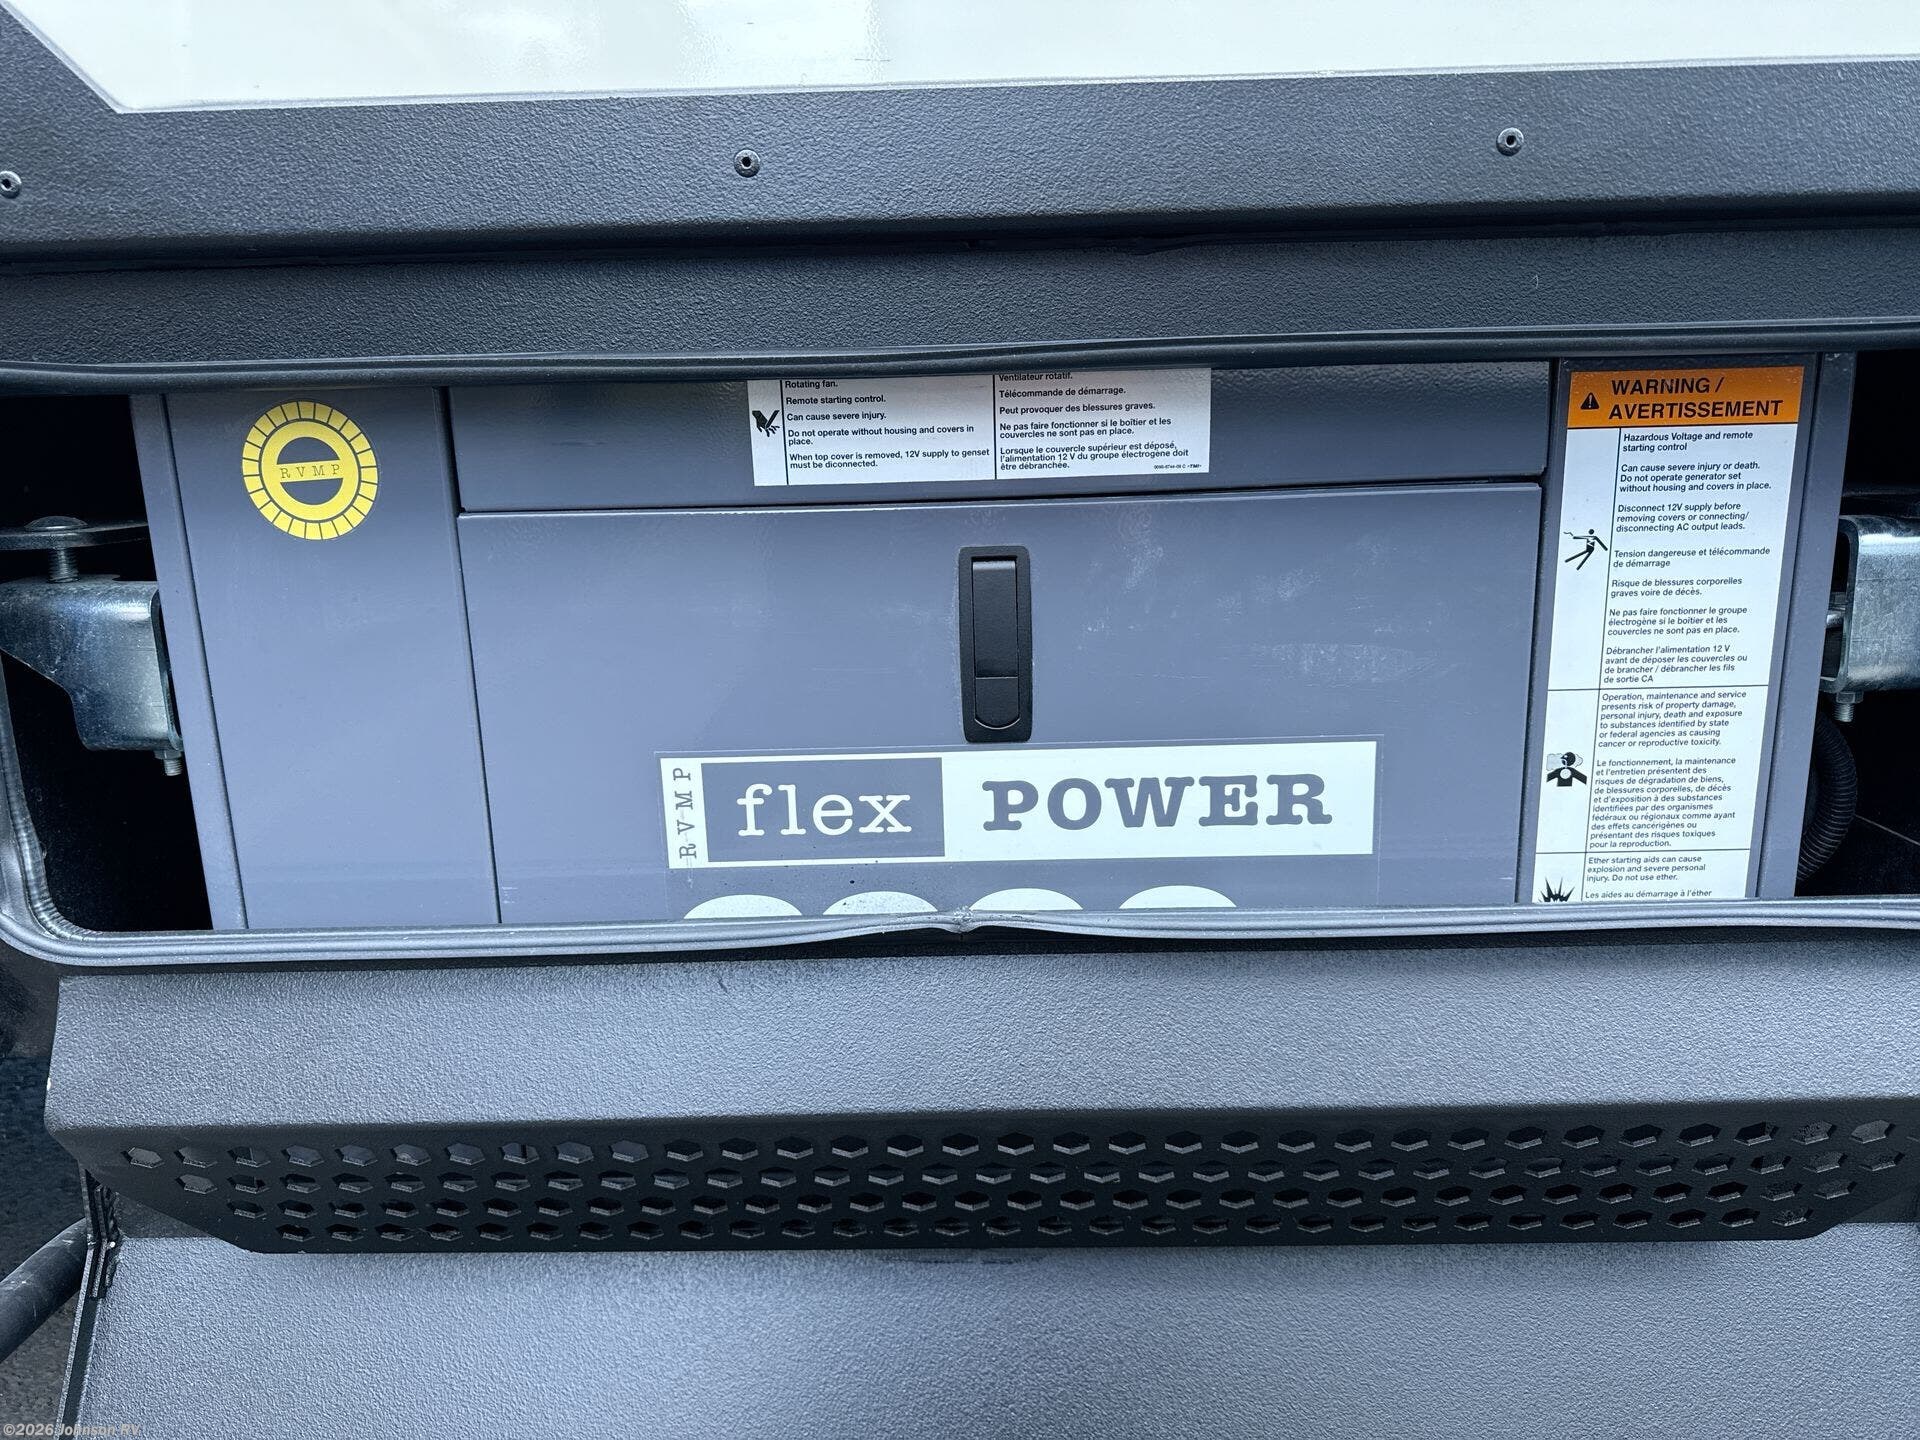 RVMP
Rotating fan.
Remote starting control.
Can cause severe injury.
Do not operate without housing and covers in
place.
When top cover is removed, 12V supply to genset
must be diconnected.
Ventilateur rotatif.
Télécommande de démarrage.
Peut provoquer des blessures graves.
Ne pas faire fonctionner si le boîtier et les
couvercles ne sont pas en place.
Lorsque le couvercle supérieur est déposé,
l'alimentation 12 V du groupe électrogène doit
être débranchée.
WARNING /
AVERTISSEMENT
Hazardous Voltage and remote
starting control
Can cause severe injury or death.
Do not operate generator set
without housing and covers in place.
Disconnect 12V supply before
removing covers or connecting/
disconnecting AC output leads.
Tension dangereuse et télécommande
de démarrage
Risque de blessures corporelles
graves voire de décès.
Ne pas faire fonctionner le groupe
électrogène si le boîtier et les
couvercles ne sont pas en place.
Débrancher l'alimentation 12 V
avant de déposer les couvercles ou
de brancher / débrancher les fils
de sortie CA
Operation, maintenance and service
presents risk of property damage,
personal injury, death and exposure
to substances identified by state
or federal agencies as causing
cancer or reproductive toxicity.
Le fonctionnement, la maintenance
et l'entretien présentent des
risques de dégradation de biens,
de blessures corporelles, de décès
et d'exposition à des substances
identifiées par des organismes
fédéraux ou régionaux comme ayant
des effets cancérigènes ou
présentant des risques toxiques
pour la reproduction.
Ether starting aids can cause
explosion and severe personal
injury. Do not use ether.
Les aides au démarrage à l'éther
RVMP
flex POWER
©2026 Johnson RV